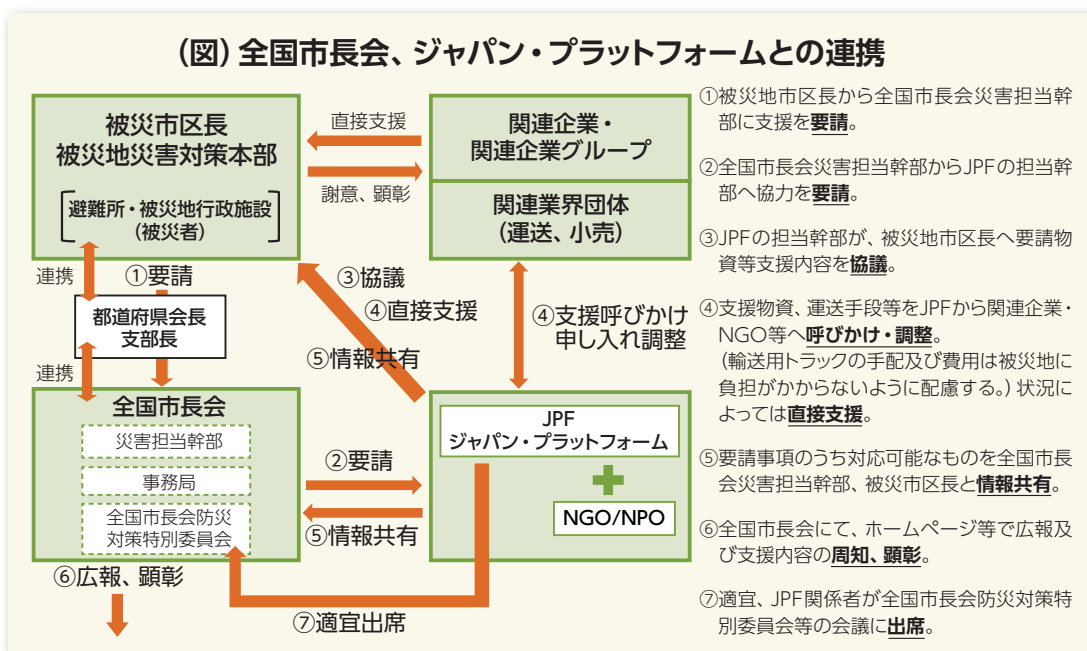 (図) 全国市長会、ジャパン・プラットフォームとの連携
被災市区長
被災地災害対策本部
避難所・被災地行政施設
(被災者)
直接支援
謝意、顕彰
関連企業・
関連企業グループ
関連業界団体
(運送、小売)
連携
①要請
都道府県会長
支部長
連携
③協議
④直接支援
⑤情報共有
④支援呼びかけ
申し入れ調整
全国市長会
災害担当幹部
事務局
全国市長会防災
対策特別委員会
②要請
⑤情報共有
JPF
ジャパン・プラットフォーム
NGO/NPO
⑥広報、顕彰
⑦適宜出席
①被災地市区長から全国市長会災害担当幹
部に支援を要請。
②全国市長会災害担当幹部からJPFの担当幹
部へ協力を要請。
③JPFの担当幹部が、被災地市区長へ要請物
資等支援内容を協議。
④支援物資、運送手段等をJPFから関連企業・
NGO等へ呼びかけ・調整。
(輸送用トラックの手配及び費用は被災地に
負担がかからないように配慮する。) 状況に
よっては直接支援。
⑤要請事項のうち対応可能なものを全国市長
会災害担当幹部、被災市区長と情報共有。
⑥全国市長会にて、ホームページ等で広報及
び支援内容の周知、顕彰。
⑦適宜、JPF関係者が全国市長会防災対策特
別委員会等の会議に出席。